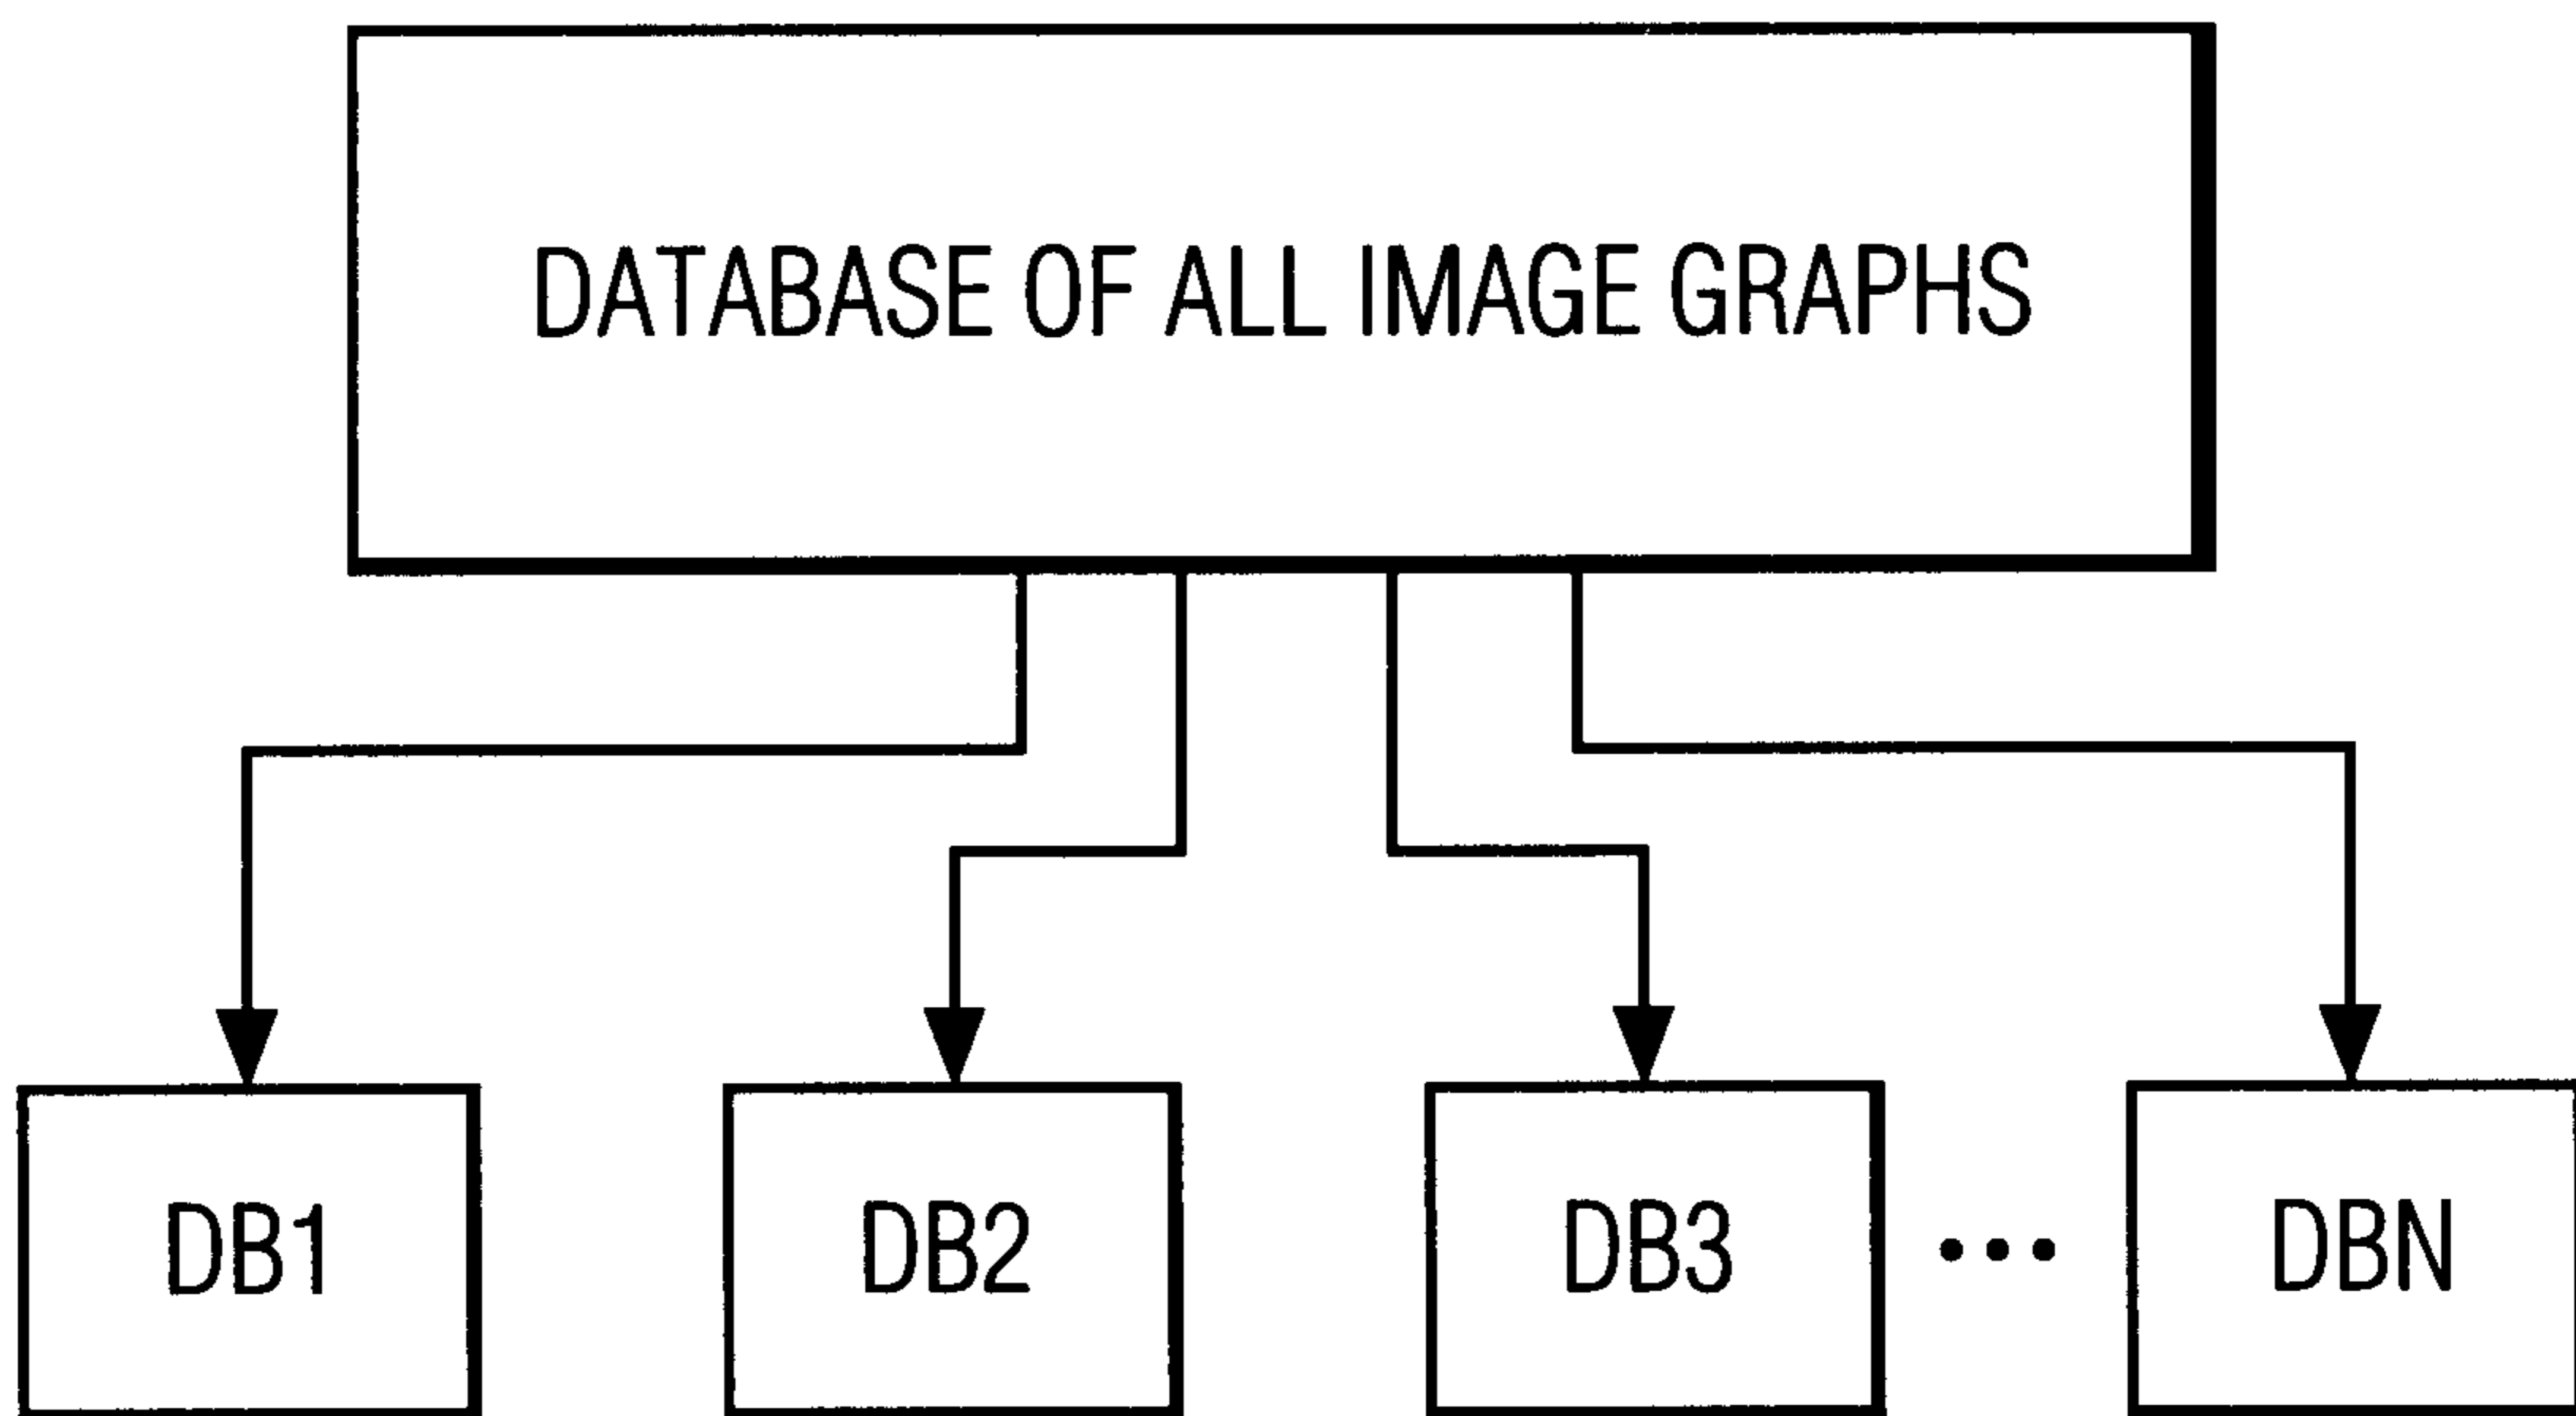 DATABASE OF ALL IMAGE GRAPHS
DB1 DB2 DB3 ••• DBN